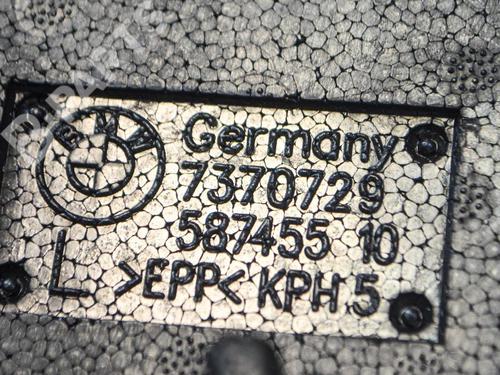 BMW
Germany
7370729
587455 10
L >EPP< KPH 5